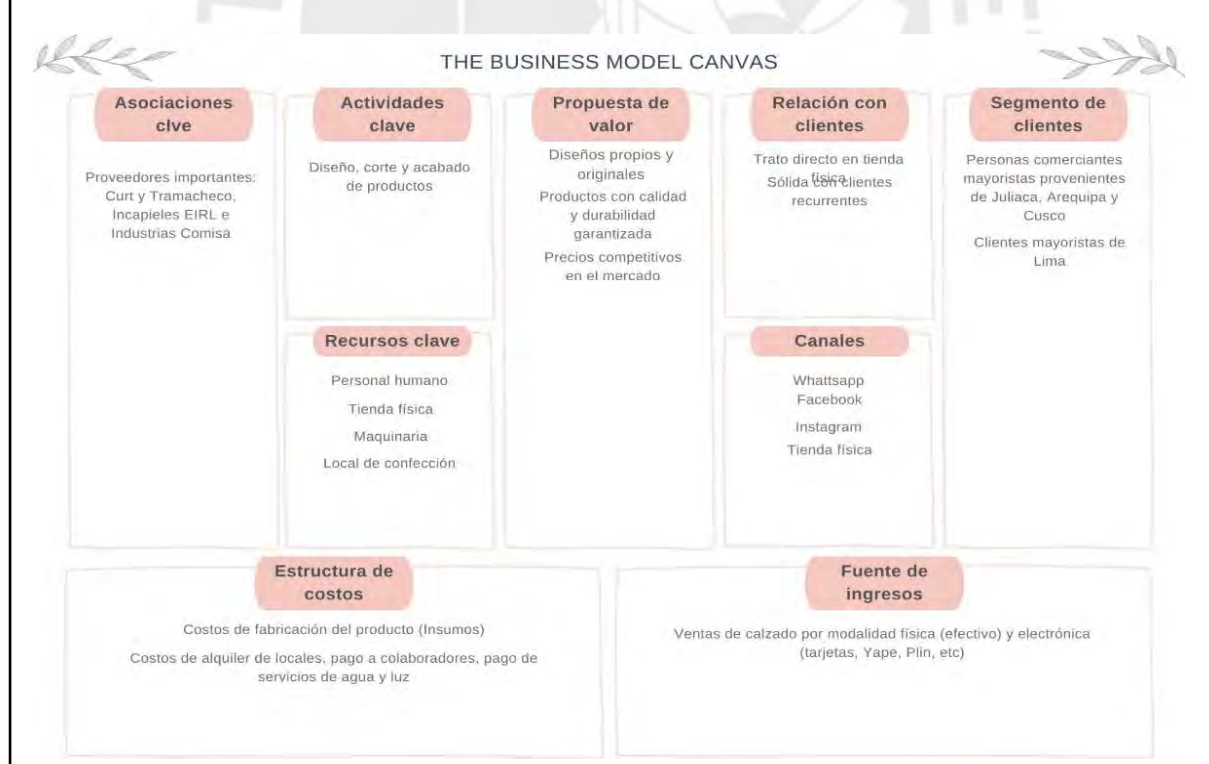 THE BUSINESS MODEL CANVAS
Asociaciones
clve
Proveedores importantes:
Curt y Tramacheco,
Incapieles EIRL e
Industrias Comisa
Actividades
clave
Diseño, corte y acabado
de productos
Recursos clave
Personal humano
Tienda física
Maquinaria
Local de confección
Propuesta de
valor
Diseños propios y
originales
Productos con calidad
y durabilidad
garantizada
Precios competitivos
en el mercado
Relación con
clientes
Trato directo en tienda
física
Sólida con clientes
recurrentes
Canales
Whattsapp
Facebook
Instagram
Tienda física
Segmento de
clientes
Personas comerciantes
mayoristas provenientes
de Juliaca, Arequipa y
Cusco
Clientes mayoristas de
Lima
Estructura de
costos
Costos de fabricación del producto (Insumos)
Costos de alquiler de locales, pago a colaboradores, pago de
servicios de agua y luz
Fuente de
ingresos
Ventas de calzado por modalidad física (efectivo) y electrónica
(tarjetas, Yape, Plin, etc)